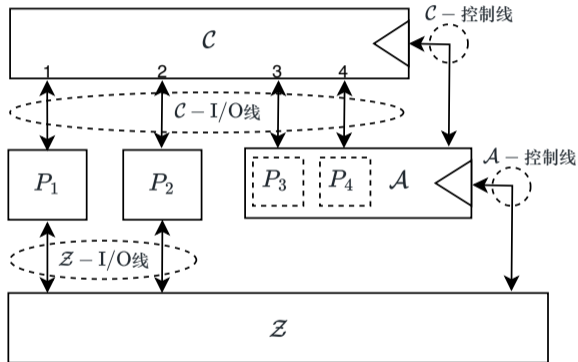 𝒞 𝒞 − 控制线
1 2 3 4
𝒞 − I/O线
𝒜 − 控制线
P₁ P₂ P₃ P₄ 𝒜
𝒵 − I/O线
𝒵